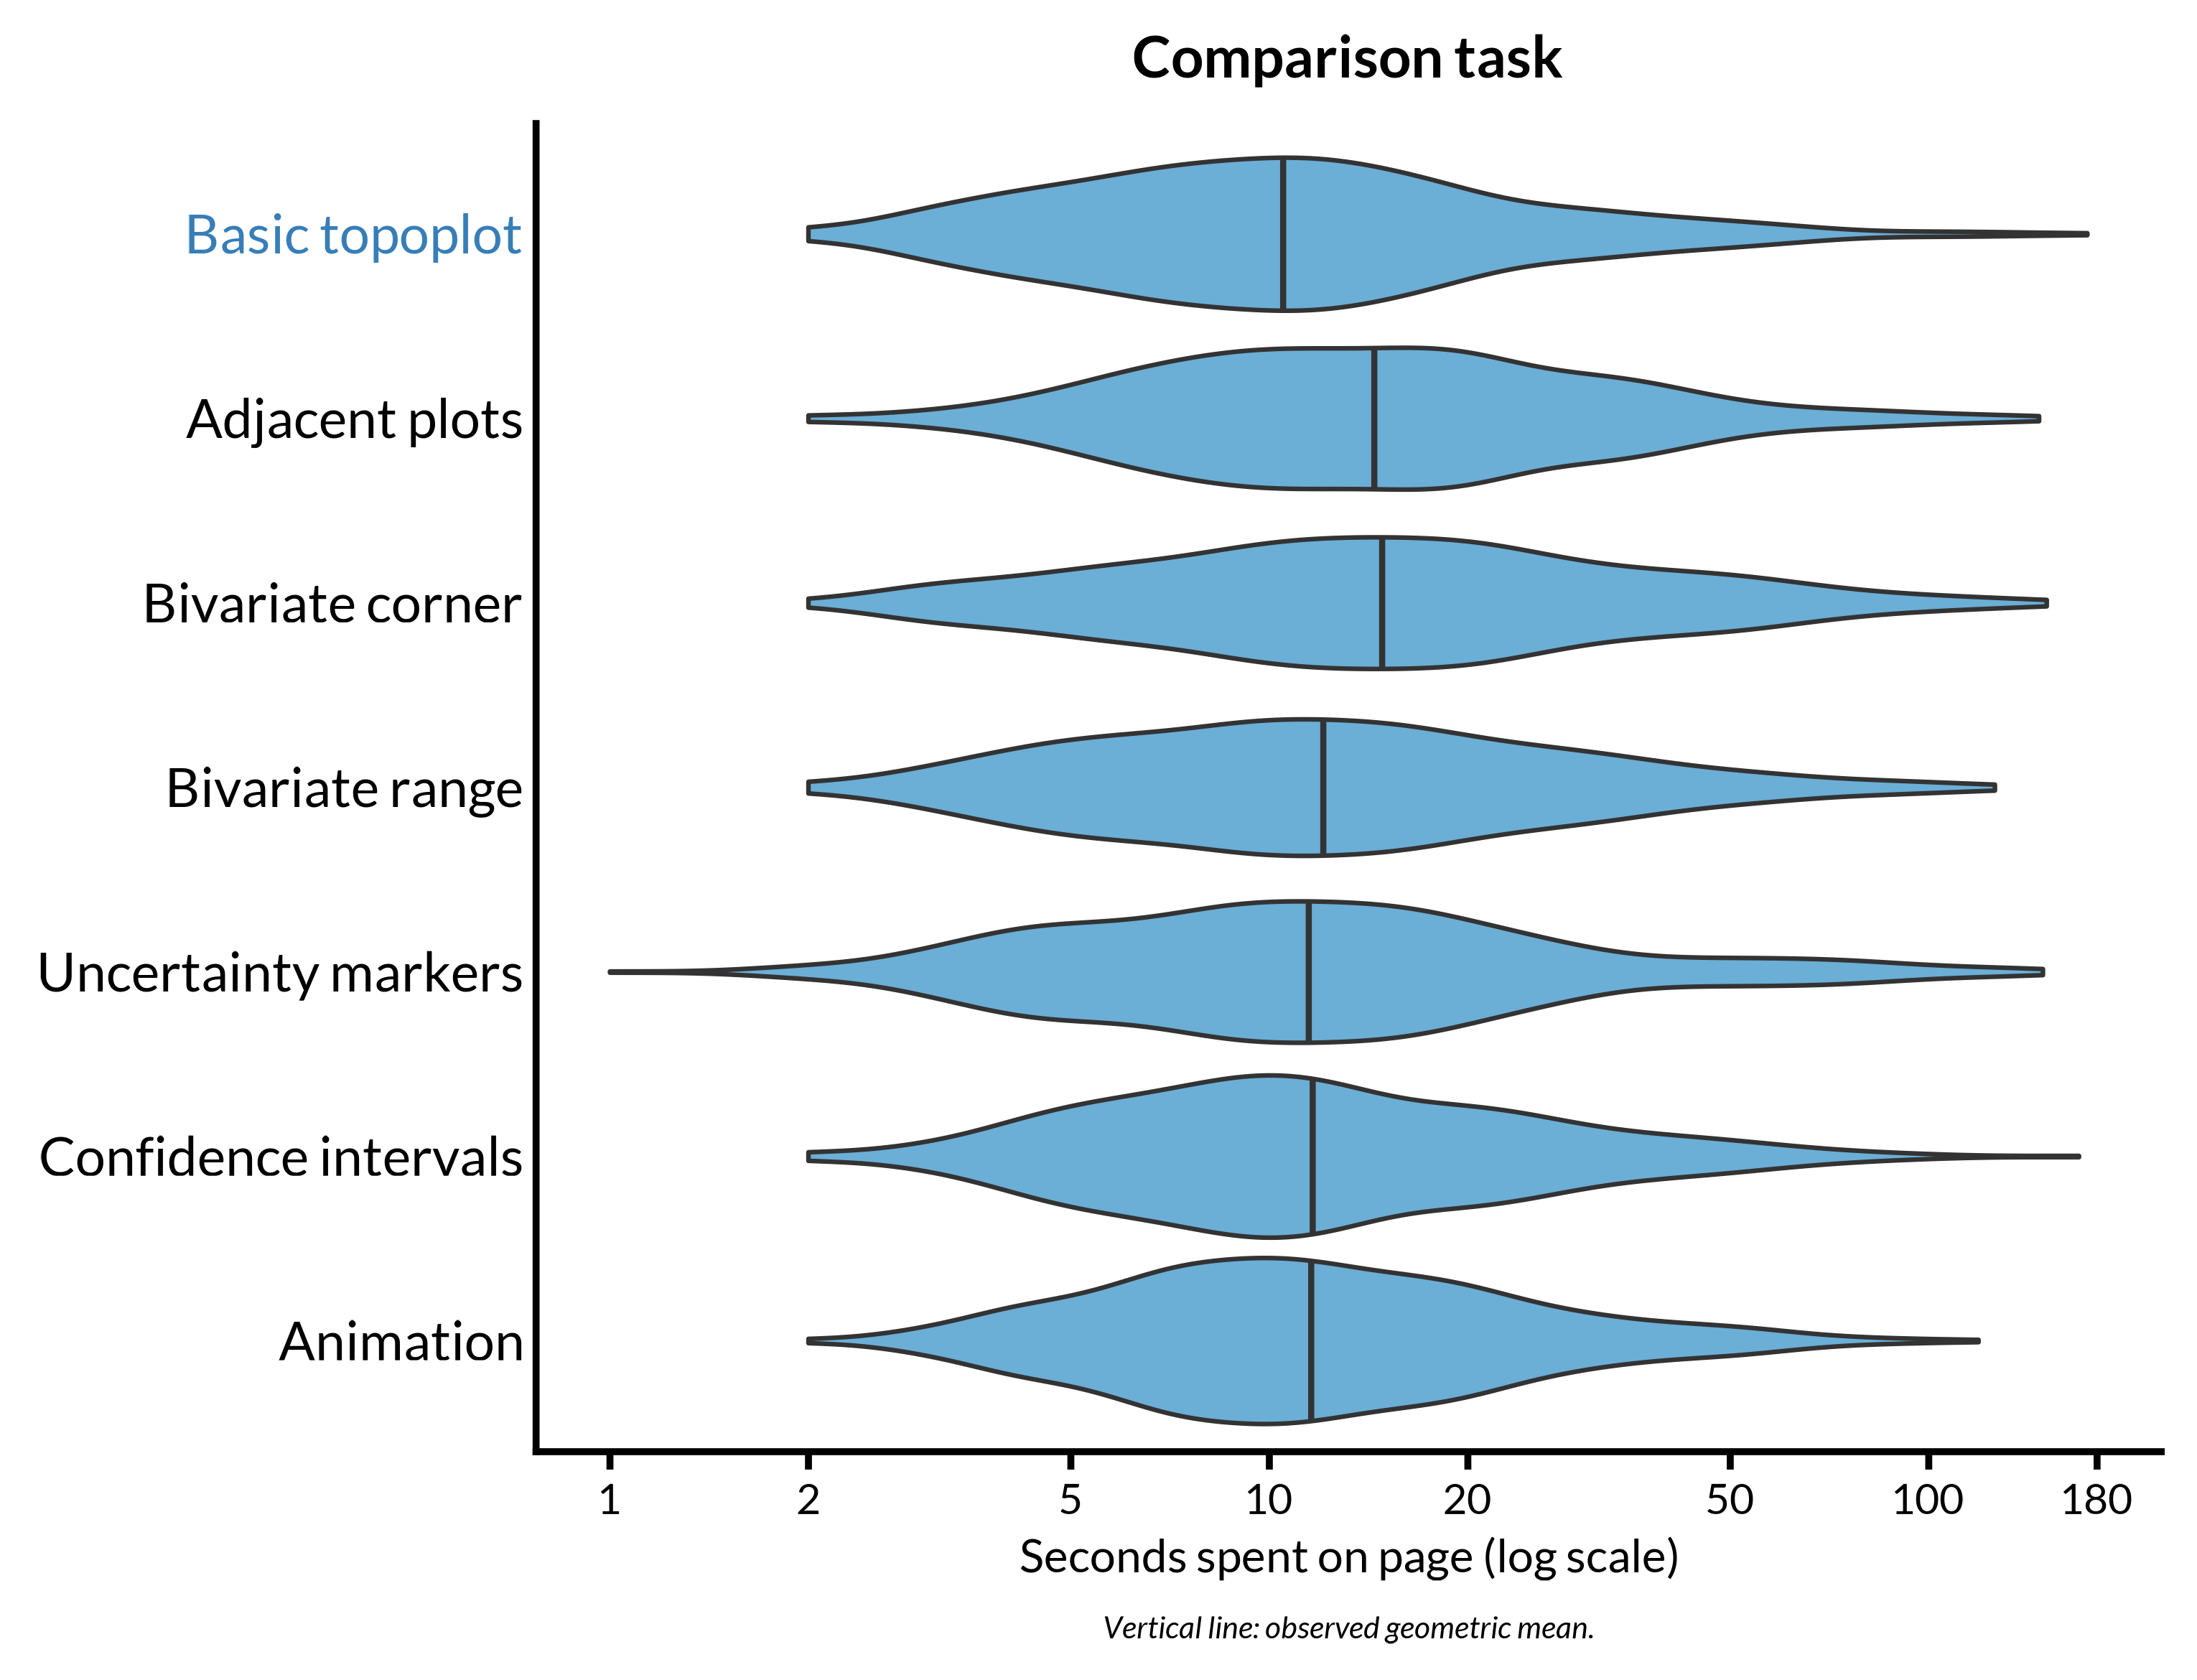 Comparison task
Basic topoplot
Adjacent plots
Bivariate corner
Bivariate range
Uncertainty markers
Confidence intervals
Animation
1 2 5 10 20 50 100 180
Seconds spent on page (log scale)
Vertical line: observed geometric mean.